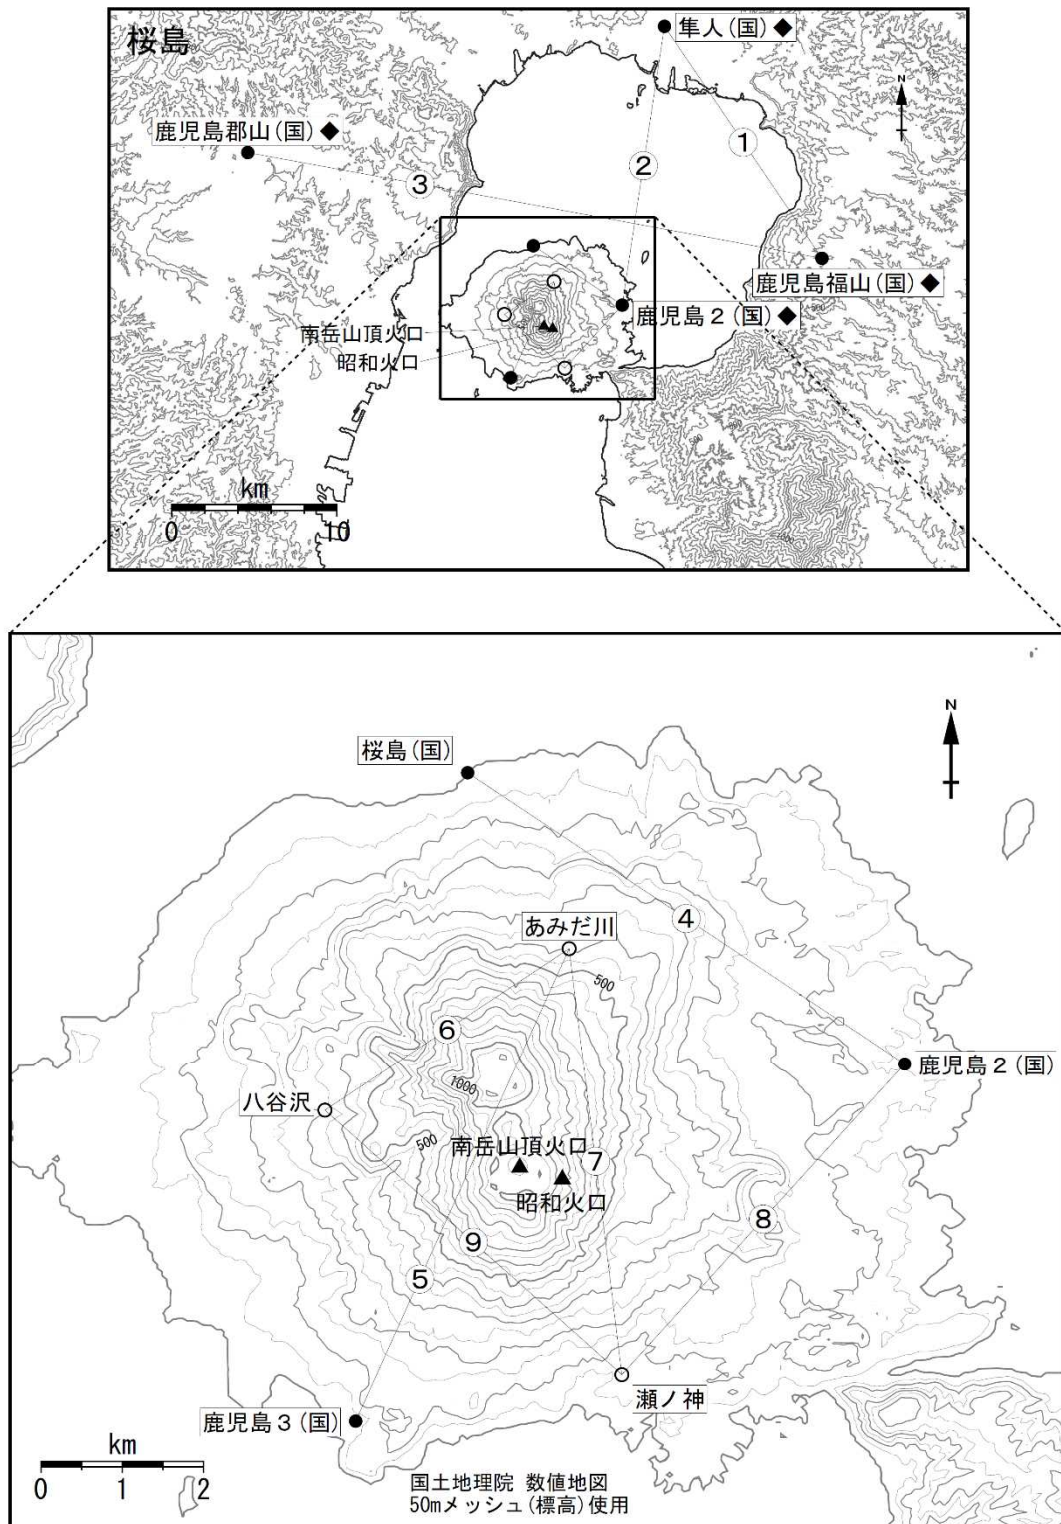 桜島
隼人(国)◆
N
鹿児島郡山(国)◆
①
②
③
鹿児島福山(国)◆
鹿児島2(国)◆
南岳山頂火口
昭和火口
km
0 10
N
桜島(国)
④
あみだ川
500
⑥
鹿児島2(国)
1000
八谷沢
500
南岳山頂火口
⑦
昭和火口
⑧
⑨
⑤
瀬ノ神
鹿児島3(国)
km
0 1 2
国土地理院 数値地図
50mメッシュ(標高)使用